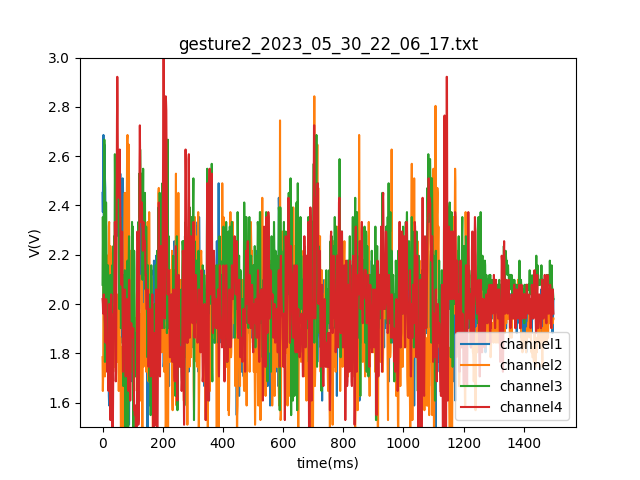 gesture2_2023_05_30_22_06_17.txt
3.0
2.8
2.6
2.4
2.2
2.0
1.8
1.6
V(V)
channel1
channel2
channel3
channel4
0 200 400 600 800 1000 1200 1400
time(ms)